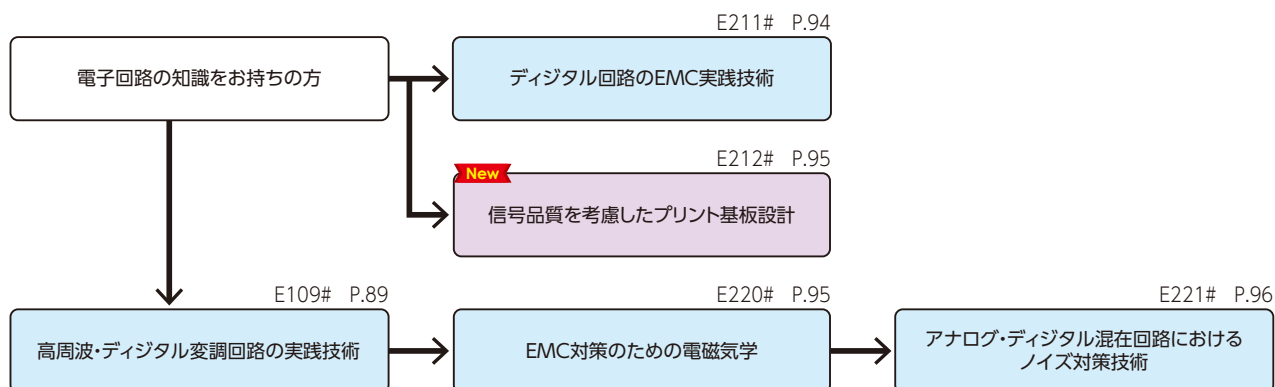 E211# P.94
電子回路の知識をお持ちの方
ディジタル回路のEMC実践技術
E212# P.95
New
信号品質を考慮したプリント基板設計
E109# P.89
E220# P.95
E221# P.96
高周波・ディジタル変調回路の実践技術
EMC対策のための電磁気学
アナログ・ディジタル混在回路における
ノイズ対策技術